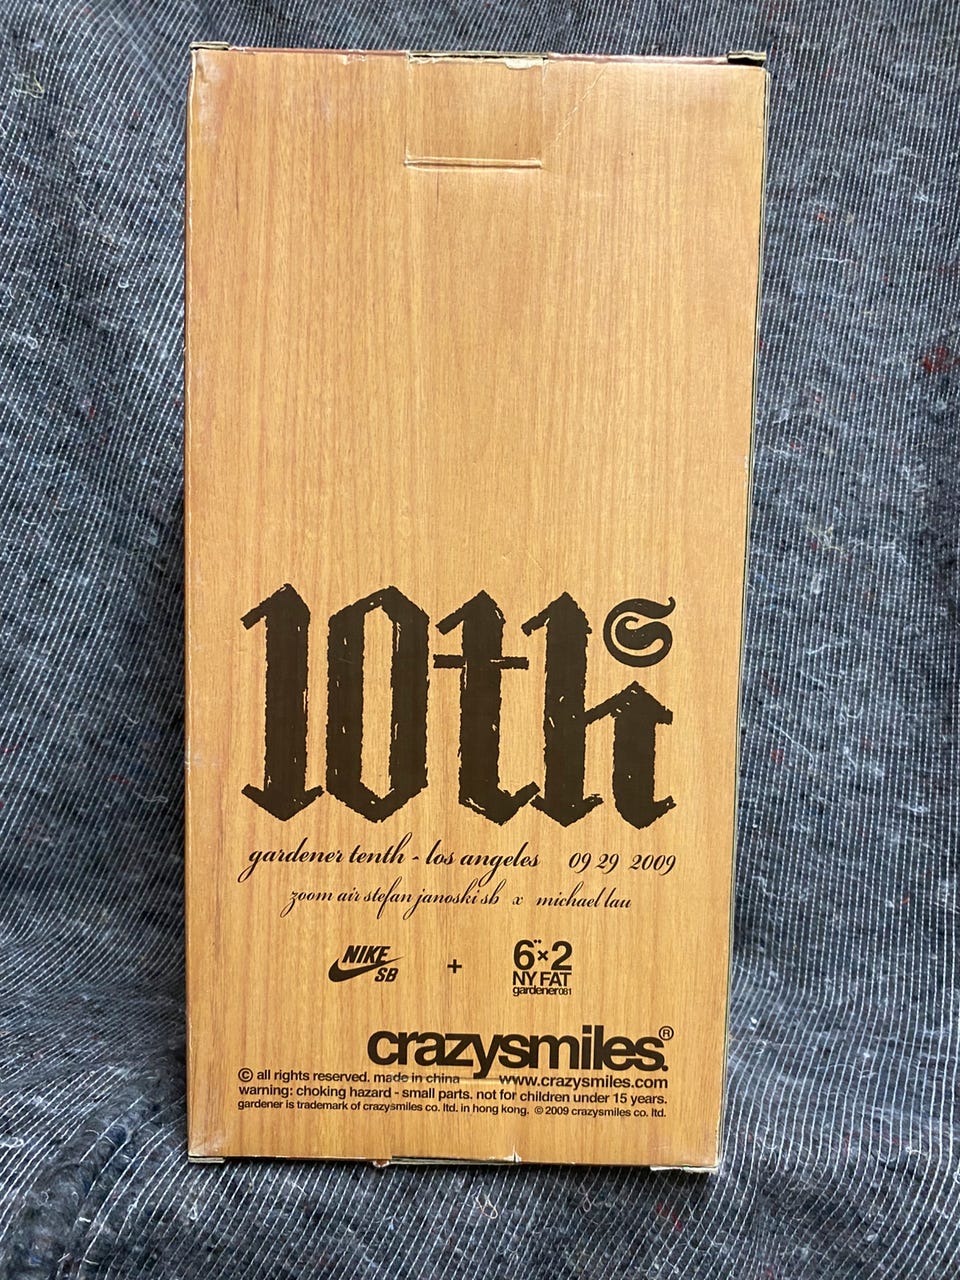 10th S
gardener tenth - los angeles 09 29 2009
zoom air stefan janoski sb x michael lau
NIKE SB + 6"×2 NY FAT gardener081
crazysmiles.®
© all rights reserved. made in china www.crazysmiles.com
warning: choking hazard - small parts. not for children under 15 years.
gardener is trademark of crazysmiles co. ltd. in hong kong. © 2009 crazysmiles co. ltd.